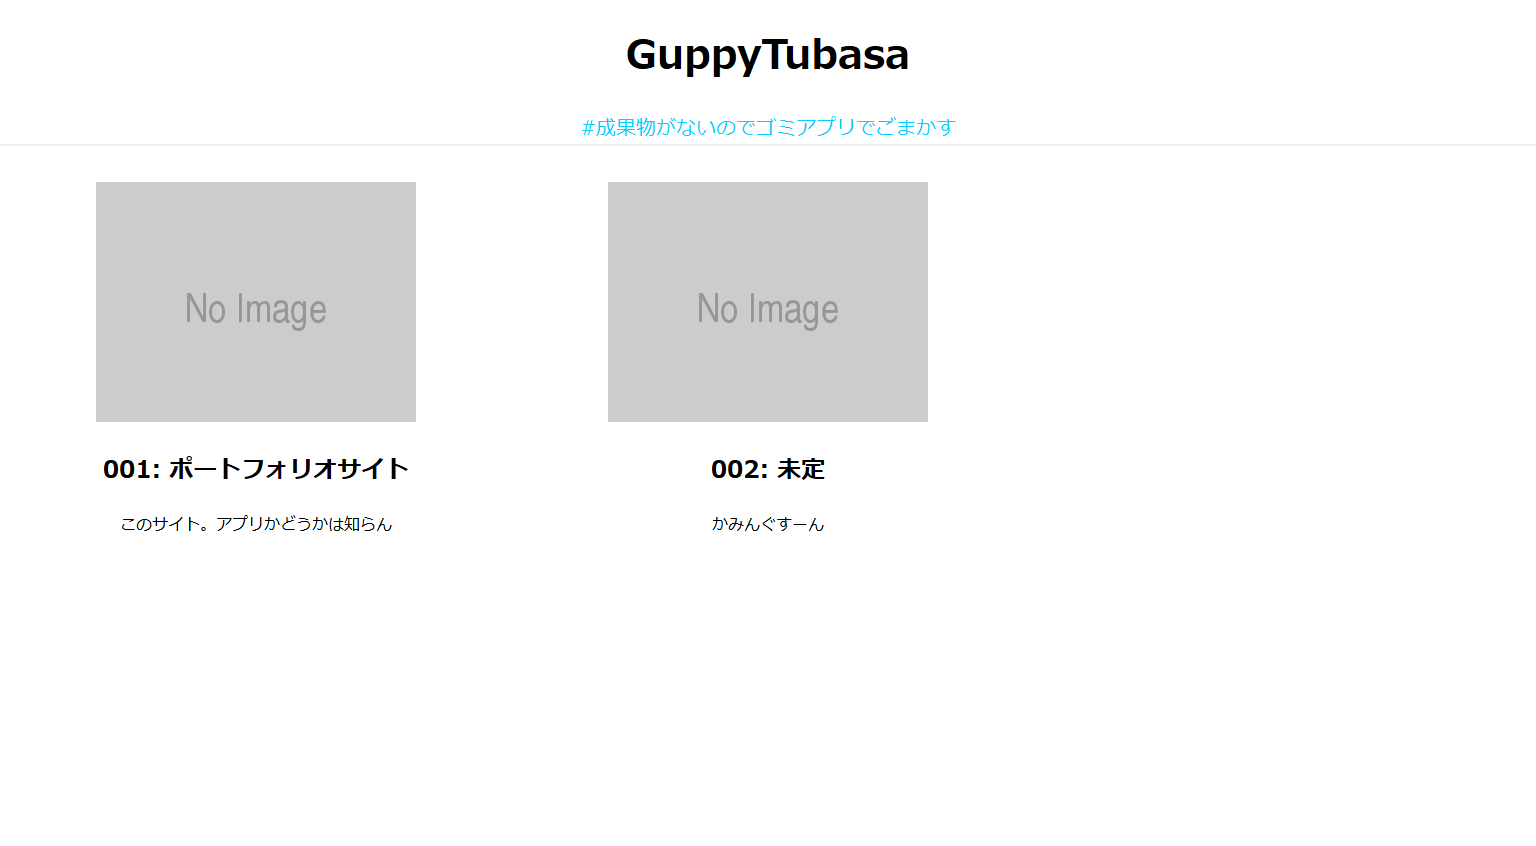 GuppyTubasa
#成果物がないのでゴミアプリでごまかす
No Image
No Image
001: ポートフォリオサイト
002: 未定
このサイト。アプリかどうかは知らん
かみんぐすーん